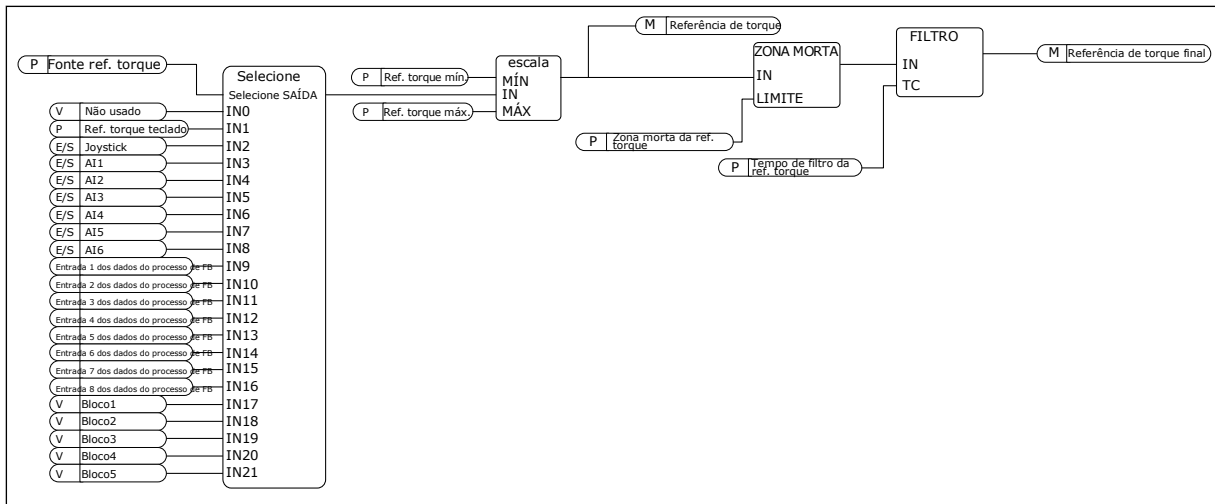 P Fonte ref. torque
Selecione
Selecione SAÍDA
V Não usado IN0
P Ref. torque teclado IN1
E/S Joystick IN2
E/S AI1 IN3
E/S AI2 IN4
E/S AI3 IN5
E/S AI4 IN6
E/S AI5 IN7
E/S AI6 IN8
Entrada 1 dos dados do processo de FB IN9
Entrada 2 dos dados do processo de FB IN10
Entrada 3 dos dados do processo de FB IN11
Entrada 4 dos dados do processo de FB IN12
Entrada 5 dos dados do processo de FB IN13
Entrada 6 dos dados do processo de FB IN14
Entrada 7 dos dados do processo de FB IN15
Entrada 8 dos dados do processo de FB IN16
V Bloco1 IN17
V Bloco2 IN18
V Bloco3 IN19
V Bloco4 IN20
V Bloco5 IN21
P Ref. torque mín.
P Ref. torque máx.
escala
MÍN
IN
MÁX
M Referência de torque
P Zona morta da ref.
torque
ZONA MORTA
IN
LIMITE
P Tempo de filtro da
ref. torque
FILTRO
IN
TC
M Referência de torque final